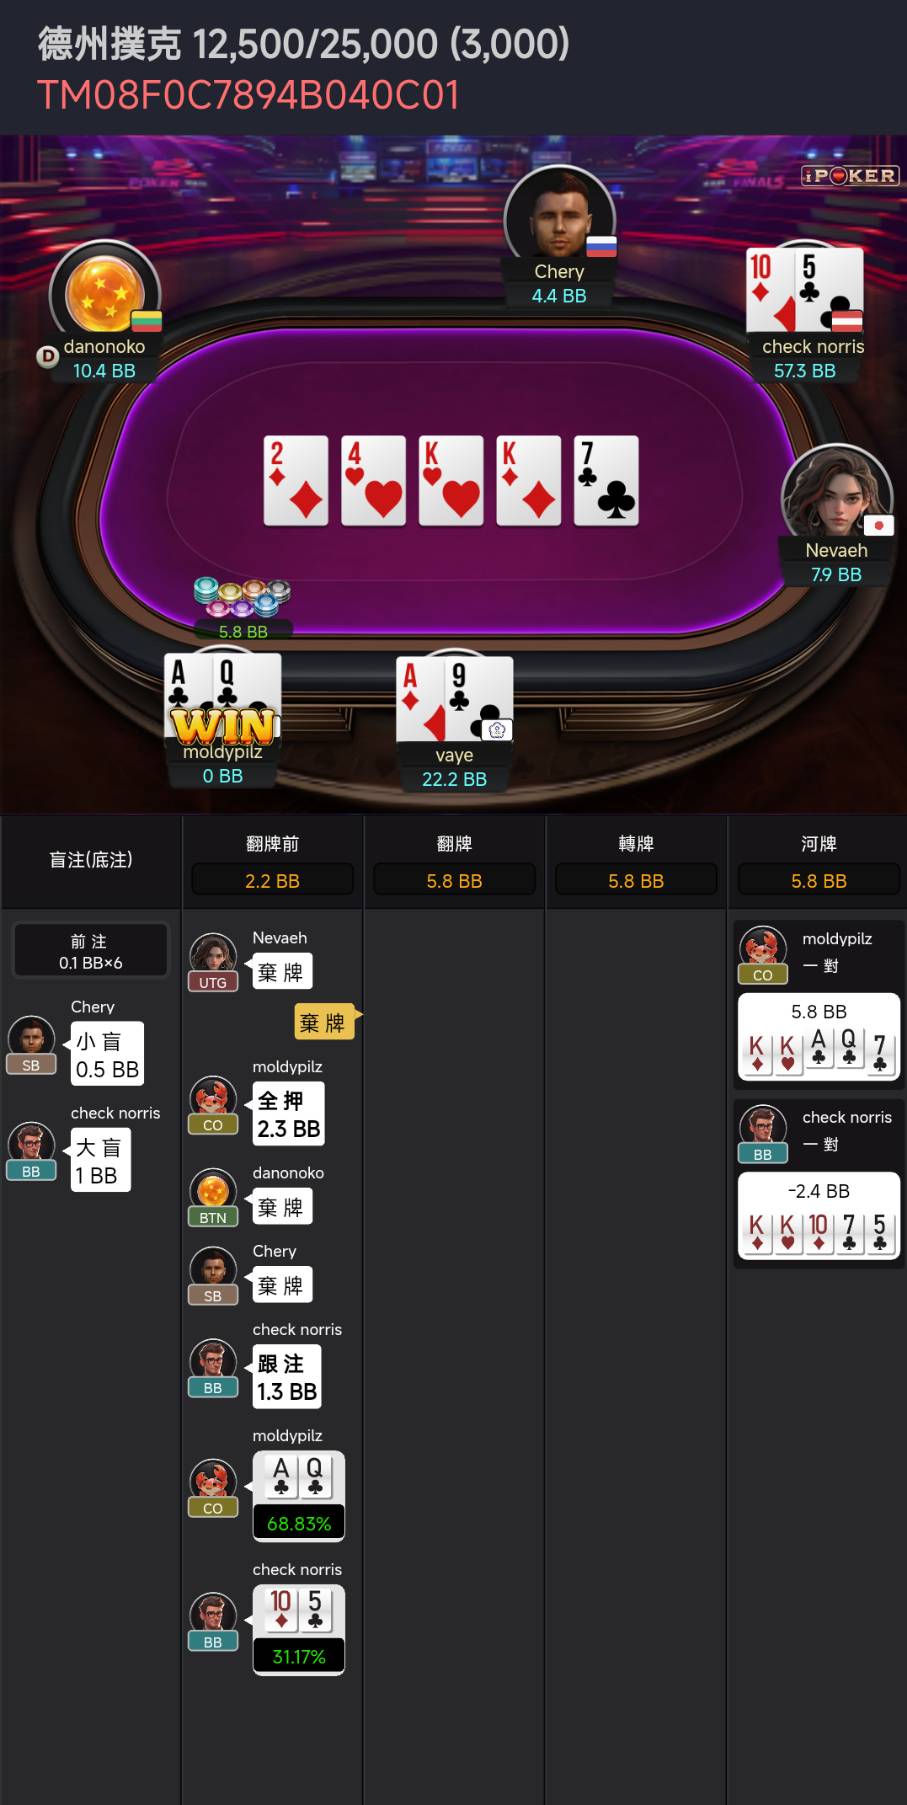 德州撲克 12,500/25,000 (3,000)
TM08F0C7894B040C01
iPOKER
Chery
4.4 BB
10 5
check norris
57.3 BB
D
danonoko
10.4 BB
2 4 K K 7
Nevaeh
7.9 BB
5.8 BB
A Q
WIN
moldypilz
0 BB
A 9
vaye
22.2 BB
盲注(底注)
前 注
0.1 BB×6
Chery
SB
小 盲
0.5 BB
check norris
BB
大 盲
1 BB
翻牌前
2.2 BB
Nevaeh
UTG
棄 牌
棄 牌
moldypilz
CO
全 押
2.3 BB
danonoko
BTN
棄 牌
Chery
SB
棄 牌
check norris
BB
跟 注
1.3 BB
moldypilz
CO
A Q
68.83%
check norris
BB
10 5
31.17%
翻牌
5.8 BB
轉牌
5.8 BB
河牌
5.8 BB
moldypilz
CO
一 對
5.8 BB
K K A Q 7
check norris
BB
一 對
-2.4 BB
K K 10 7 5